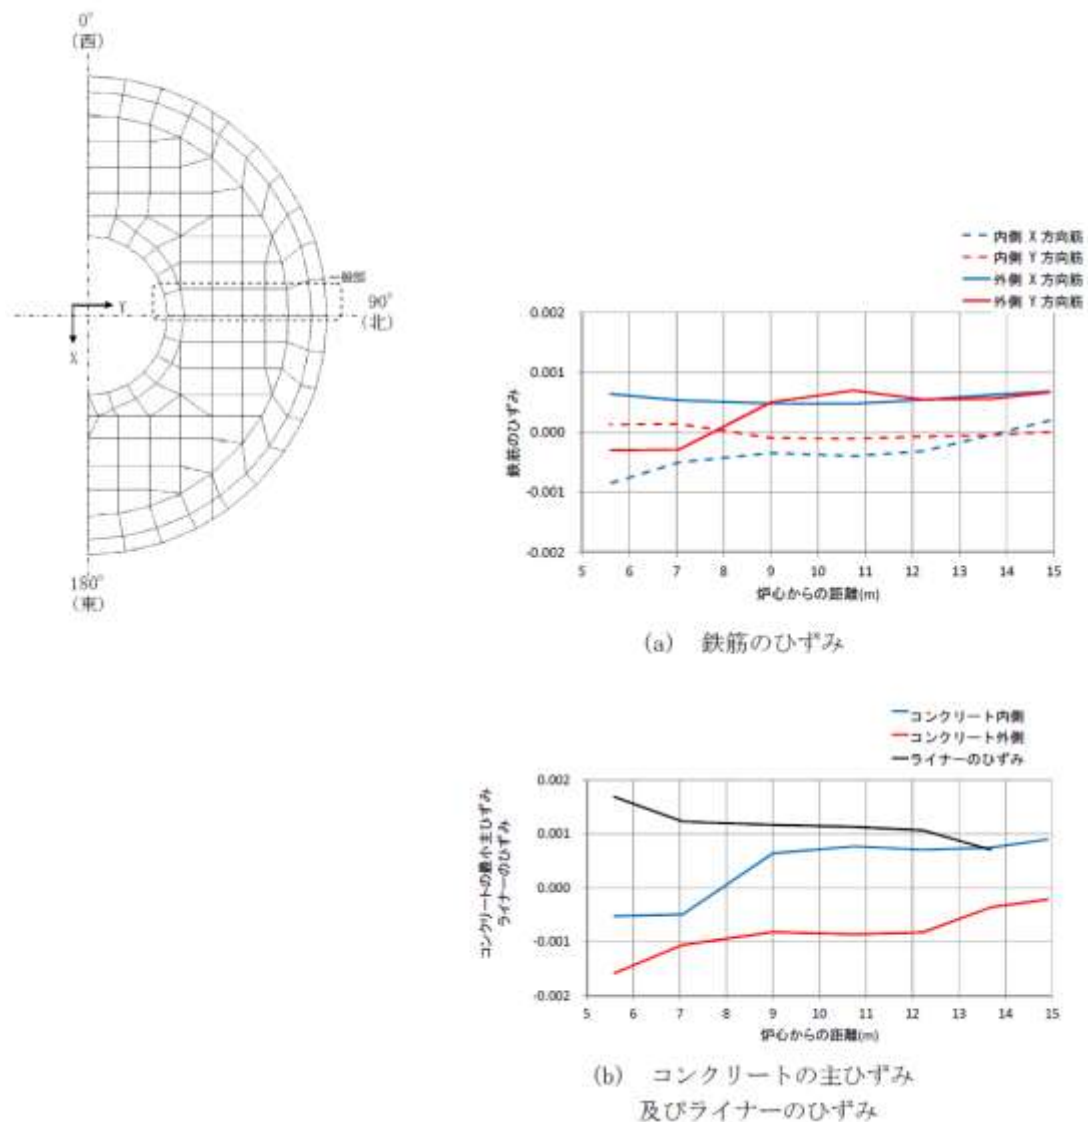 0°
(西)
一般部
Y
90°
(北)
X
180°
(東)
内側 X 方向筋
内側 Y 方向筋
外側 X 方向筋
外側 Y 方向筋
鉄筋のひずみ
0.002
0.001
0.000
-0.001
-0.002
5 6 7 8 9 10 11 12 13 14 15
炉心からの距離(m)
(a) 鉄筋のひずみ
コンクリート内側
コンクリート外側
ライナーのひずみ
コンクリートの最小主ひずみ
ライナーのひずみ
0.002
0.001
0.000
-0.001
-0.002
5 6 7 8 9 10 11 12 13 14 15
炉心からの距離(m)
(b) コンクリートの主ひずみ
及びライナーのひずみ